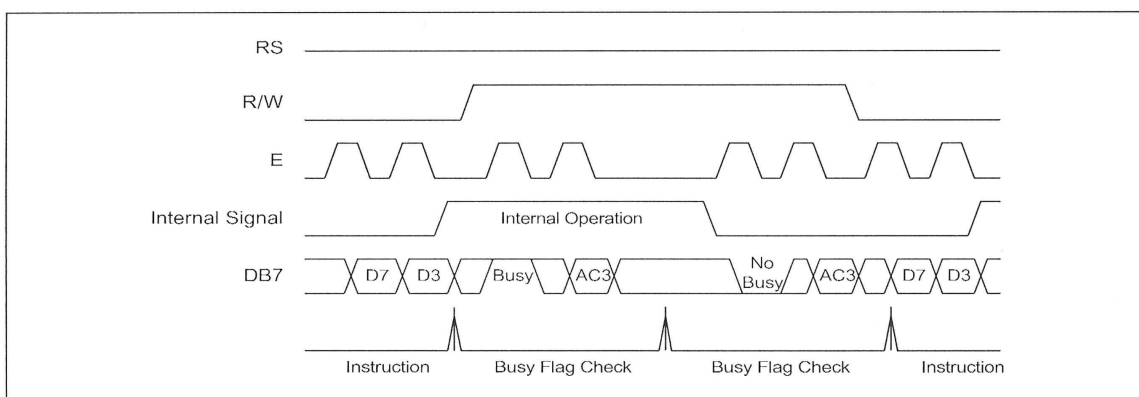 RS
R/W
E
Internal Signal
Internal Operation
DB7
D7
D3
Busy
AC3
No
Busy
AC3
D7
D3
Instruction
Busy Flag Check
Busy Flag Check
Instruction